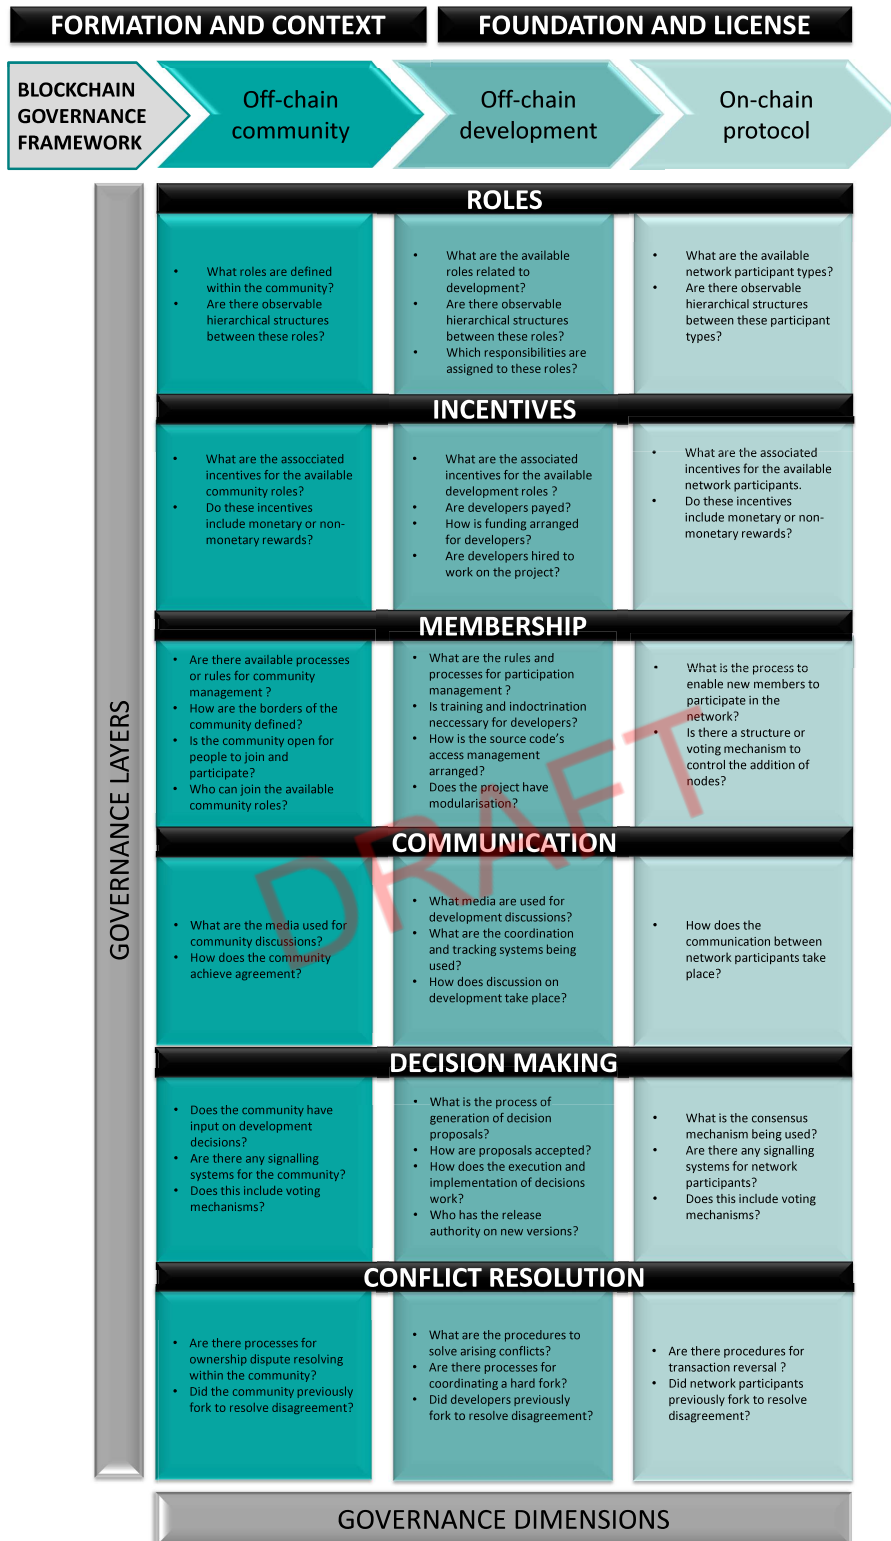 FORMATION AND CONTEXT
FOUNDATION AND LICENSE
BLOCKCHAIN
GOVERNANCE
FRAMEWORK
Off-chain
community
Off-chain
development
On-chain
protocol
GOVERNANCE LAYERS
ROLES
• What roles are defined
within the community?
• Are there observable
hierarchical structures
between these roles?
• What are the available
roles related to
development?
• Are there observable
hierarchical structures
between these roles?
• Which responsibilities are
assigned to these roles?
• What are the available
network participant types?
• Are there observable
hierarchical structures
between these participant
types?
INCENTIVES
• What are the assocciated
incentives for the available
community roles?
• Do these incentives
include monetary or non-
monetary rewards?
• What are the associated
incentives for the available
development roles ?
• Are developers payed?
• How is funding arranged
for developers?
• Are developers hired to
work on the project?
• What are the associated
incentives for the available
network participants.
• Do these incentives
include monetary or non-
monetary rewards?
MEMBERSHIP
• Are there available processes
or rules for community
management ?
• How are the borders of the
community defined?
• Is the community open for
people to join and
participate?
• Who can join the available
community roles?
• What are the rules and
processes for participation
management ?
• Is training and indoctrination
neccessary for developers?
• How is the source code's
access management
arranged?
• Does the project have
modularisation?
• What is the process to
enable new members to
participate in the
network?
• Is there a structure or
voting mechanism to
control the addition of
nodes?
DRAFT
COMMUNICATION
• What are the media used for
community discussions?
• How does the community
achieve agreement?
• What media are used for
development discussions?
• What are the coordination
and tracking systems being
used?
• How does discussion on
development take place?
• How does the
communication between
network participants take
place?
DECISION MAKING
• Does the community have
input on development
decisions?
• Are there any signalling
systems for the community?
• Does this include voting
mechanisms?
• What is the process of
generation of decision
proposals?
• How are proposals accepted?
• How does the execution and
implementation of decisions
work?
• Who has the release
authority on new versions?
• What is the consensus
mechanism being used?
• Are there any signalling
systems for network
participants?
• Does this include voting
mechanisms?
CONFLICT RESOLUTION
• Are there processes for
ownership dispute resolving
within the community?
• Did the community previously
fork to resolve disagreement?
• What are the procedures to
solve arising conflicts?
• Are there processes for
coordinating a hard fork?
• Did developers previously
fork to resolve disagreement?
• Are there procedures for
transaction reversal ?
• Did network participants
previously fork to resolve
disagreement?
GOVERNANCE DIMENSIONS